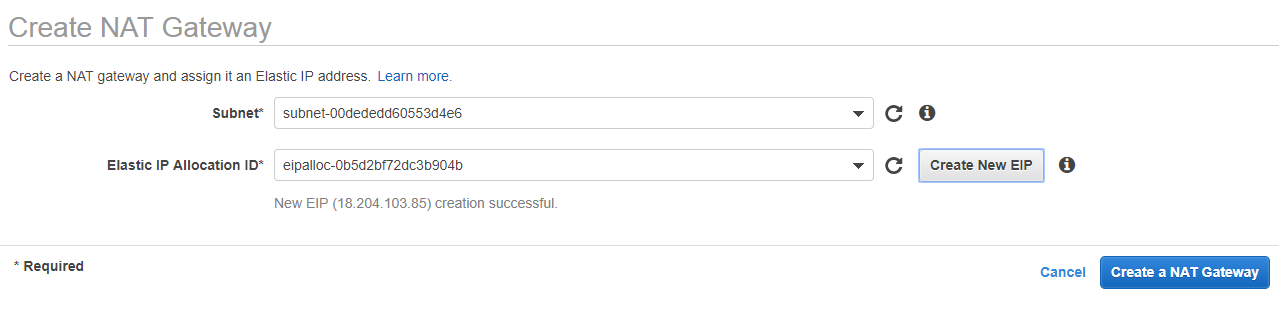 Create NAT Gateway
Create a NAT gateway and assign it an Elastic IP address. Learn more.
Subnet* subnet-00dededd60553d4e6
Elastic IP Allocation ID* eipalloc-0b5d2bf72dc3b904b Create New EIP
New EIP (18.204.103.85) creation successful.
* Required
Cancel Create a NAT Gateway